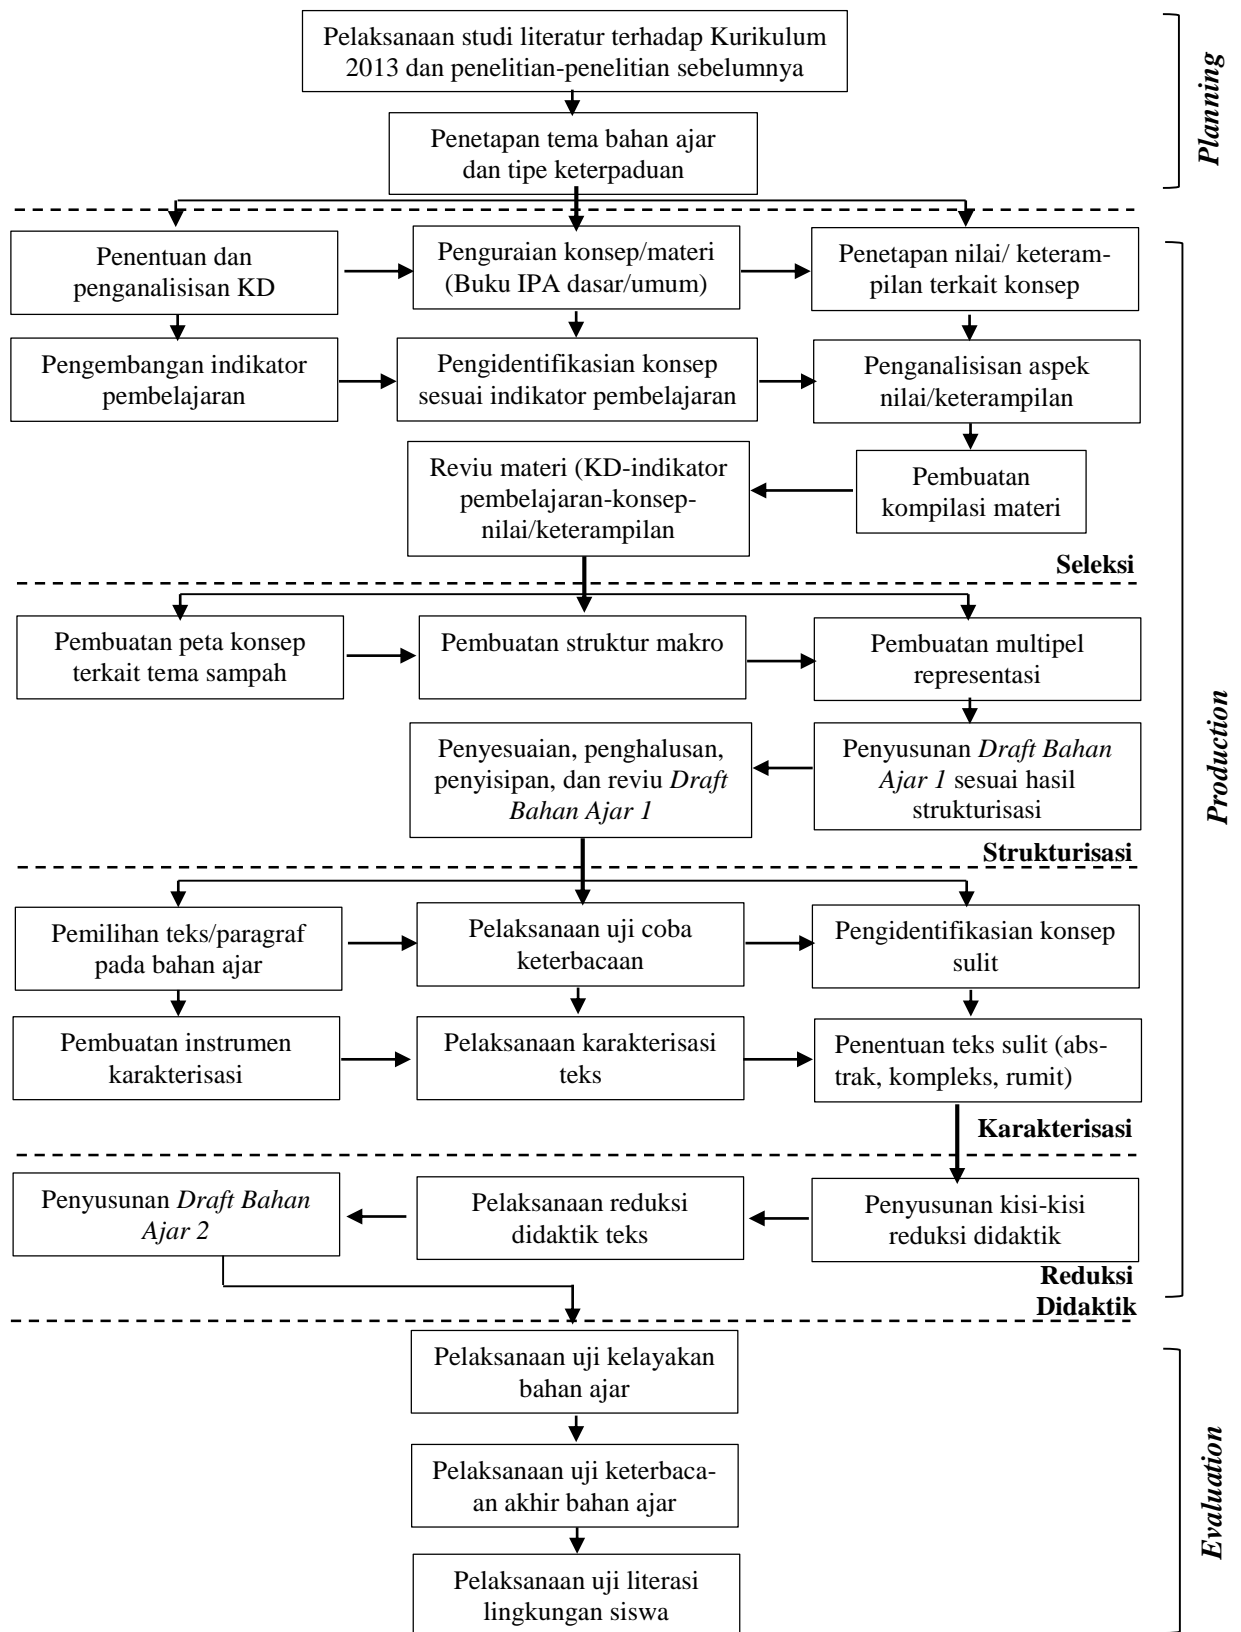 Pelaksanaan studi literatur terhadap Kurikulum
2013 dan penelitian-penelitian sebelumnya
Penetapan tema bahan ajar
dan tipe keterpaduan
Planning
Penentuan dan
penganalisisan KD
Penguraian konsep/materi
(Buku IPA dasar/umum)
Penetapan nilai/ keteram-
pilan terkait konsep
Pengembangan indikator
pembelajaran
Pengidentifikasian konsep
sesuai indikator pembelajaran
Penganalisisan aspek
nilai/keterampilan
Reviu materi (KD-indikator
pembelajaran-konsep-
nilai/keterampilan
Pembuatan
kompilasi materi
Seleksi
Pembuatan peta konsep
terkait tema sampah
Pembuatan struktur makro
Pembuatan multipel
representasi
Penyesuaian, penghalusan,
penyisipan, dan reviu Draft
Bahan Ajar 1
Penyusunan Draft Bahan
Ajar 1 sesuai hasil
strukturisasi
Strukturisasi
Production
Pemilihan teks/paragraf
pada bahan ajar
Pelaksanaan uji coba
keterbacaan
Pengidentifikasian konsep
sulit
Pembuatan instrumen
karakterisasi
Pelaksanaan karakterisasi
teks
Penentuan teks sulit (abs-
trak, kompleks, rumit)
Karakterisasi
Penyusunan Draft Bahan
Ajar 2
Pelaksanaan reduksi
didaktik teks
Penyusunan kisi-kisi
reduksi didaktik
Reduksi
Didaktik
Pelaksanaan uji kelayakan
bahan ajar
Pelaksanaan uji keterbaca-
an akhir bahan ajar
Pelaksanaan uji literasi
lingkungan siswa
Evaluation